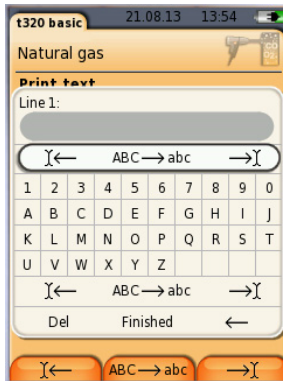 t320 basic 21.08.13 13:54
Natural gas
Print text
Line 1:
ABC→abc
1 2 3 4 5 6 7 8 9 0
A B C D E F G H I J
K L M N O P Q R S T
U V W X Y Z
ABC→abc
Del Finished ←
ABC→abc